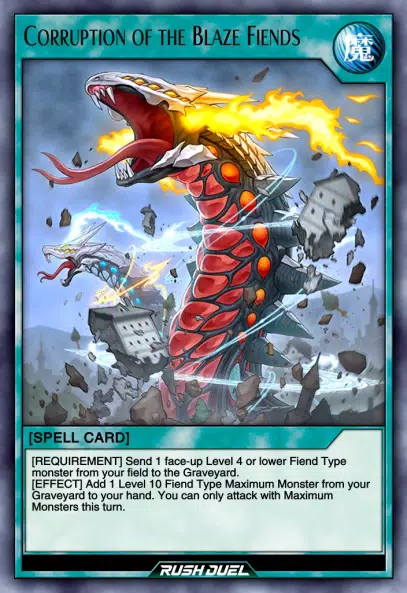 Corruption of the Blaze Fiends
魔
[SPELL CARD]
[REQUIREMENT] Send 1 face-up Level 4 or lower Fiend Type
monster from your field to the Graveyard.
[EFFECT] Add 1 Level 10 Fiend Type Maximum Monster from your
Graveyard to your hand. You can only attack with Maximum
Monsters this turn.
RUSH DUEL